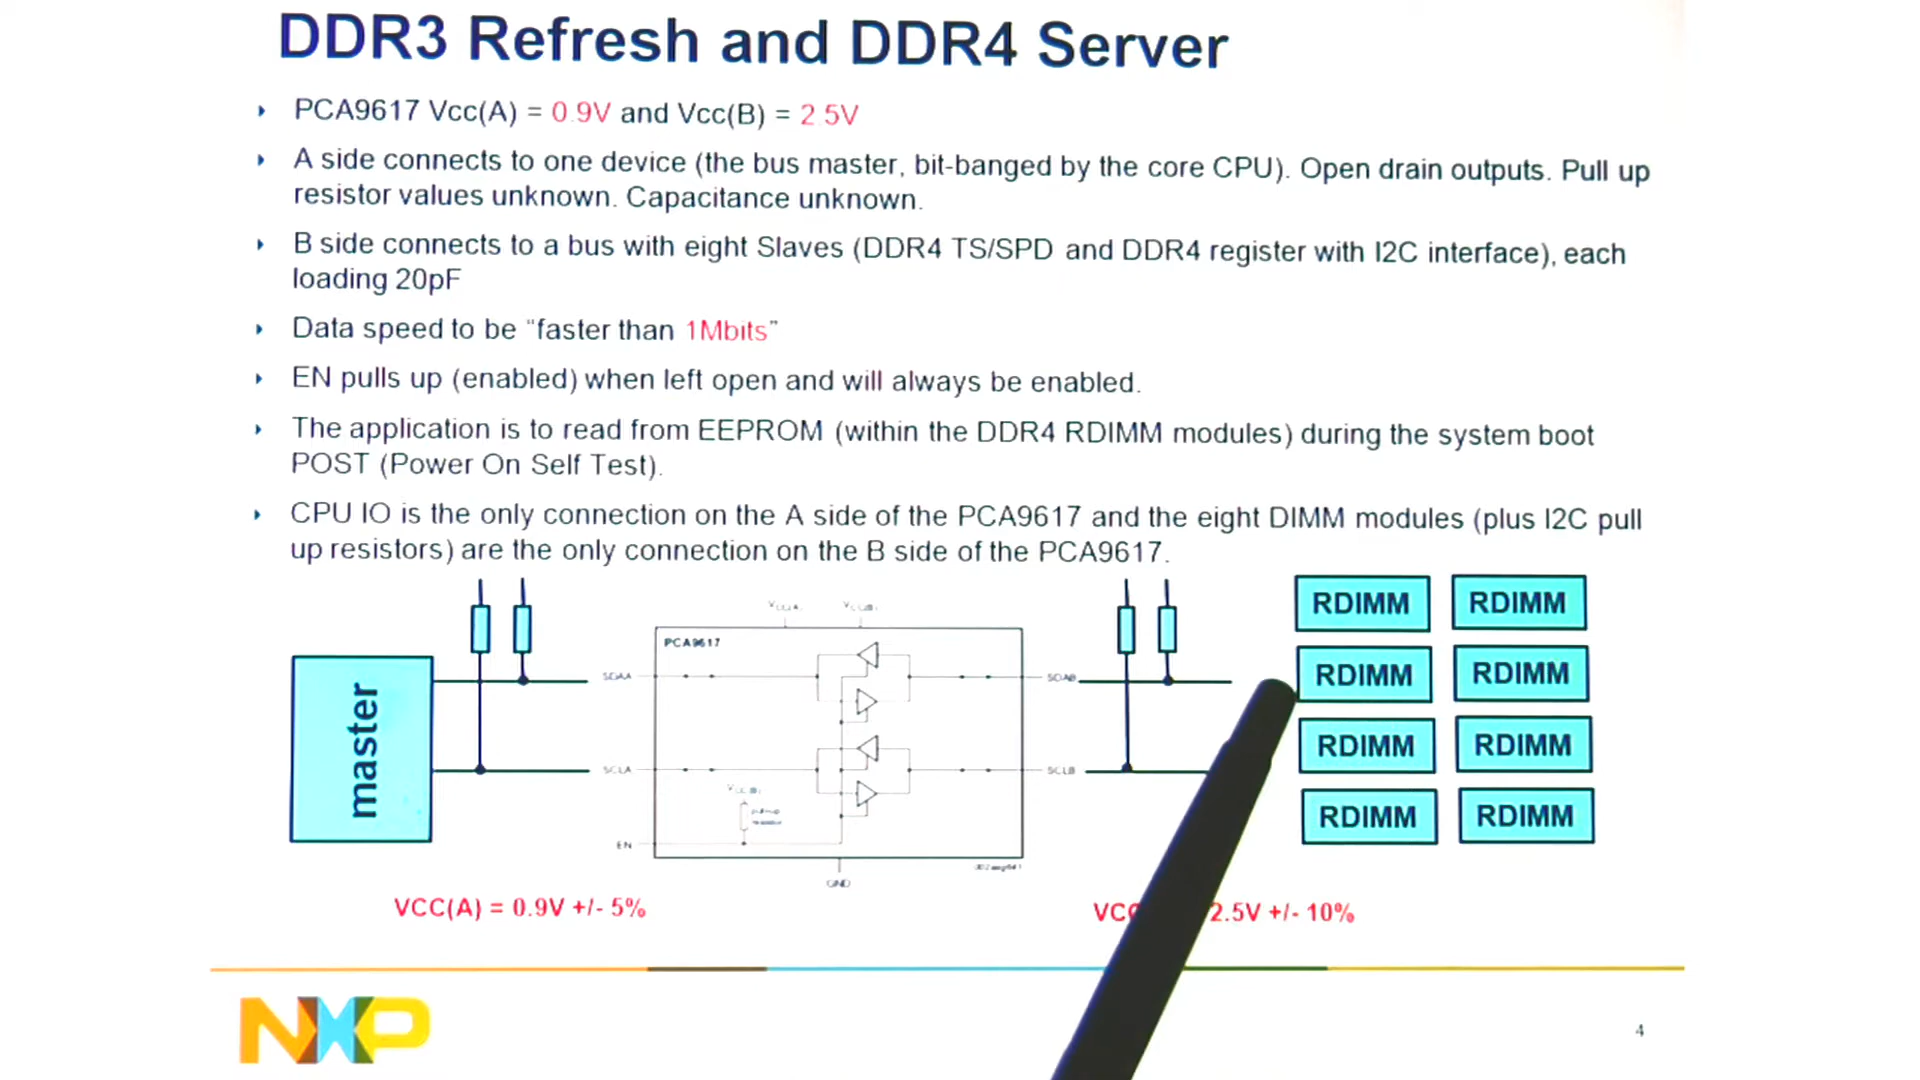 DDR3 Refresh and DDR4 Server
PCA9617 Vcc(A) = 0.9V and Vcc(B) = 2.5V
A side connects to one device (the bus master, bit-banged by the core CPU). Open drain outputs. Pull up
resistor values unknown. Capacitance unknown.
B side connects to a bus with eight Slaves (DDR4 TS/SPD and DDR4 register with I2C interface), each
loading 20pF
Data speed to be “faster than 1Mbits”
EN pulls up (enabled) when left open and will always be enabled.
The application is to read from EEPROM (within the DDR4 RDIMM modules) during the system boot
POST (Power On Self Test).
CPU IO is the only connection on the A side of the PCA9617 and the eight DIMM modules (plus I2C pull
up resistors) are the only connection on the B side of the PCA9617.
VCC(A) VCC(B)
PCA9617
master
SDAA
SDAB
SCLA
SCLB
VCC(B)
EN
GND
RDIMM RDIMM
RDIMM RDIMM
RDIMM RDIMM
RDIMM RDIMM
VCC(A) = 0.9V +/- 5%
2.5V +/- 10%
NXP
4